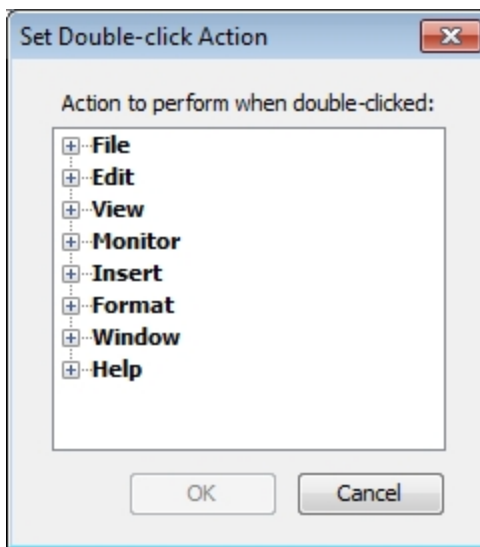 Set Double-click Action
Action to perform when double-clicked:
File
Edit
View
Monitor
Insert
Format
Window
Help
OK Cancel